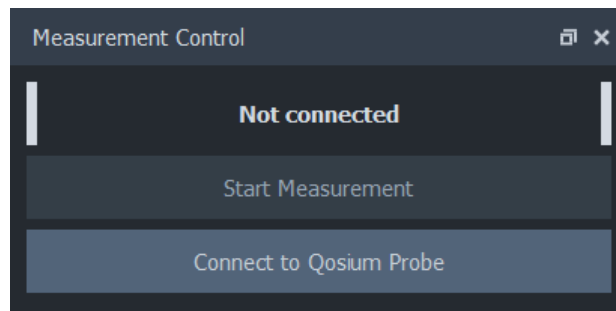 Measurement Control
Not connected
Start Measurement
Connect to Qosium Probe